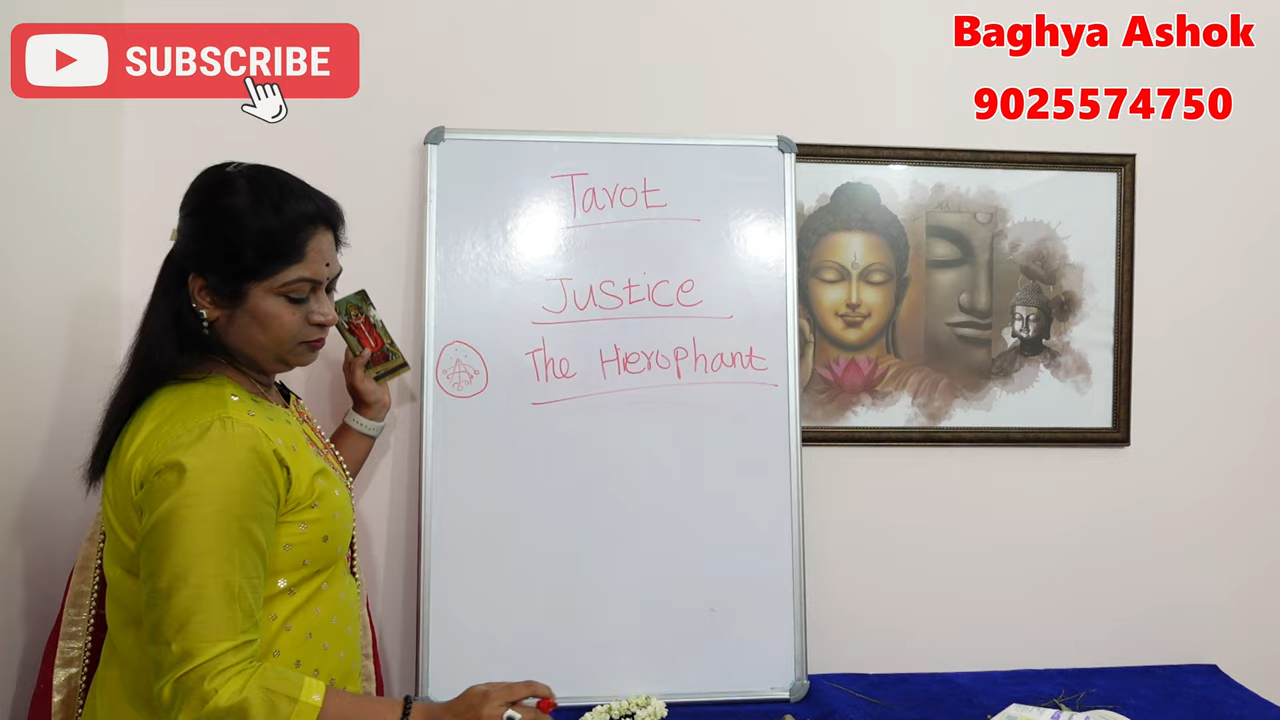 SUBSCRIBE
Baghya Ashok
9025574750
Tarot
Justice
The Hierophant